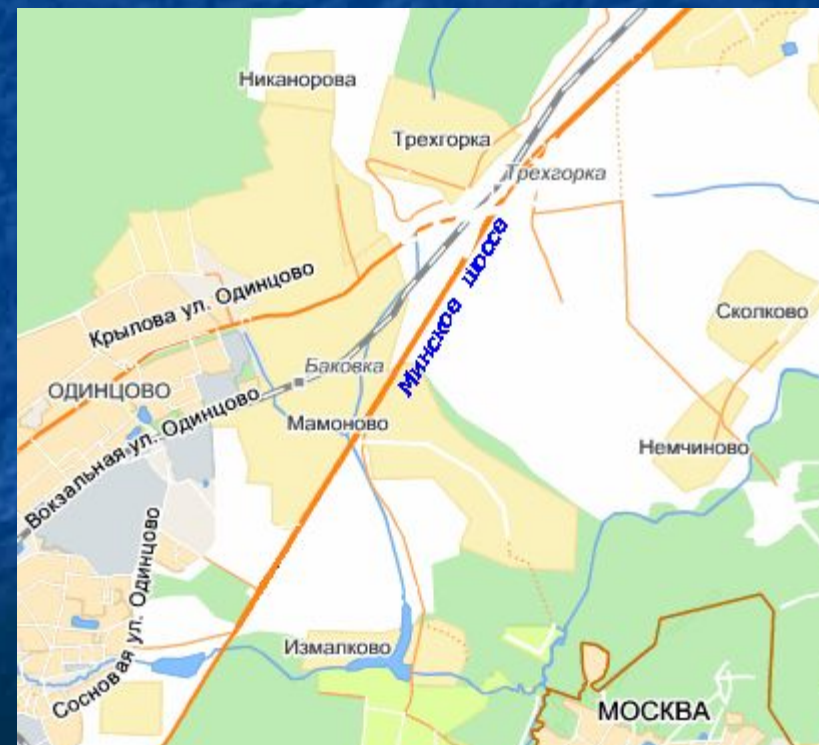 Никанорова
Трехгорка
Трехгорка
Минское шоссе
Крылова ул. Одинцово
Сколково
Баковка
ОДИНЦОВО
Вокзальная ул. Одинцово
Мамоново
Немчиново
Сосновая ул. Одинцово
Измалково
МОСКВА